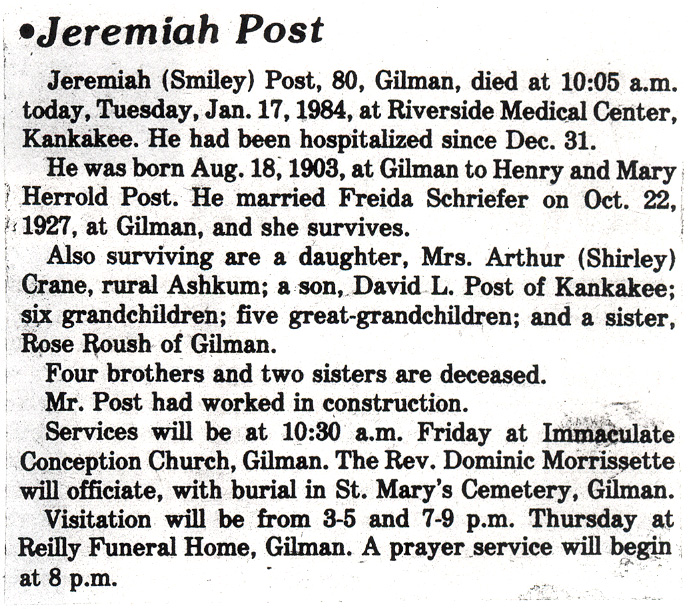 •Jeremiah Post
Jeremiah (Smiley) Post, 80, Gilman, died at 10:05 a.m.
today, Tuesday, Jan. 17, 1984, at Riverside Medical Center,
Kankakee. He had been hospitalized since Dec. 31.
He was born Aug. 18, 1903, at Gilman to Henry and Mary
Herrold Post. He married Freida Schriefer on Oct. 22,
1927, at Gilman, and she survives.
Also surviving are a daughter, Mrs. Arthur (Shirley)
Crane, rural Ashkum; a son, David L. Post of Kankakee;
six grandchildren; five great-grandchildren; and a sister,
Rose Roush of Gilman.
Four brothers and two sisters are deceased.
Mr. Post had worked in construction.
Services will be at 10:30 a.m. Friday at Immaculate
Conception Church, Gilman. The Rev. Dominic Morrissette
will officiate, with burial in St. Mary's Cemetery, Gilman.
Visitation will be from 3-5 and 7-9 p.m. Thursday at
Reilly Funeral Home, Gilman. A prayer service will begin
at 8 p.m.